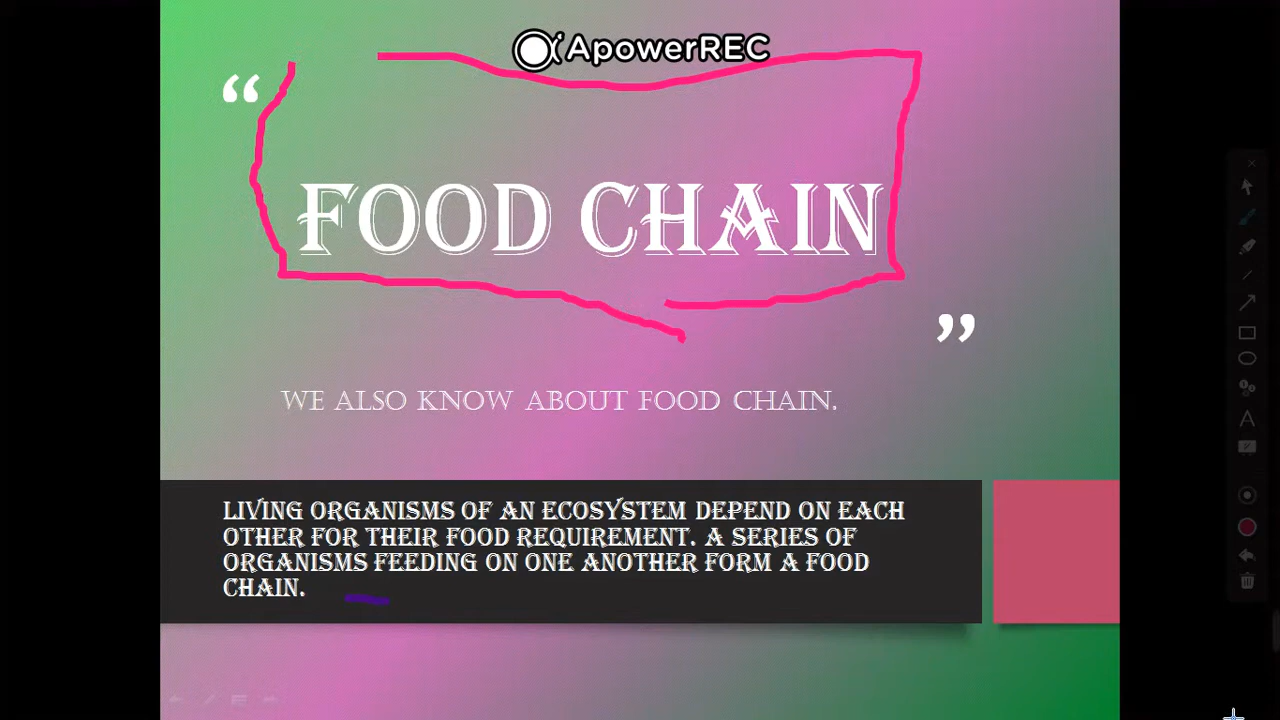 ApowerREC
“
FOOD CHAIN
”
WE ALSO KNOW ABOUT FOOD CHAIN.
LIVING ORGANISMS OF AN ECOSYSTEM DEPEND ON EACH
OTHER FOR THEIR FOOD REQUIREMENT. A SERIES OF
ORGANISMS FEEDING ON ONE ANOTHER FORM A FOOD
CHAIN.